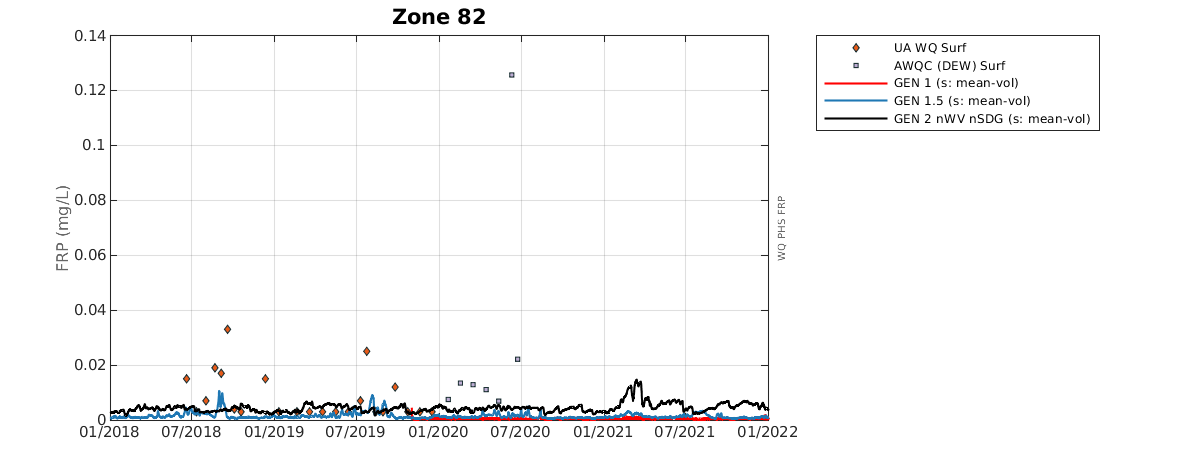 Zone 82
0.14
0.12
0.1
0.08
0.06
0.04
0.02
0
FRP (mg/L)
01/2018 07/2018 01/2019 07/2019 01/2020 07/2020 01/2021 07/2021 01/2022
WQ PHS FRP
UA WQ Surf
AWQC (DEW) Surf
GEN 1 (s: mean-vol)
GEN 1.5 (s: mean-vol)
GEN 2 nWV nSDG (s: mean-vol)